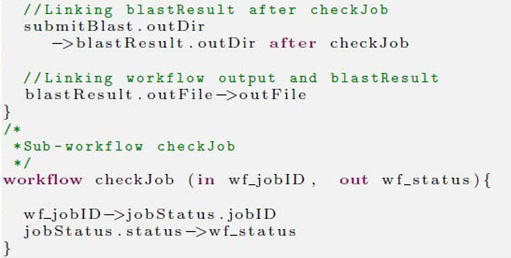 //Linking blastResult after checkJob
submitBlast.outDir
->blastResult.outDir after checkJob
//Linking workflow output and blastResult
blastResult.outFile->outFile
}
/*
*Sub-workflow checkJob
*/
workflow checkJob (in wf_jobID, out wf_status){
wf_jobID->jobStatus.jobID
jobStatus.status->wf_status
}